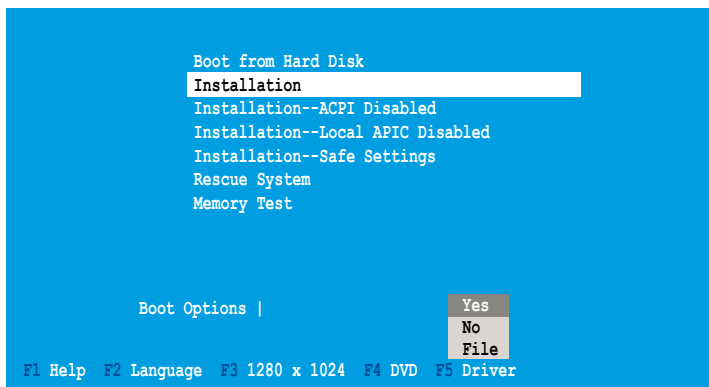 Boot from Hard Disk
Installation
Installation--ACPI Disabled
Installation--Local APIC Disabled
Installation--Safe Settings
Rescue System
Memory Test
Boot Options |
Yes
No
File
F1 Help F2 Language F3 1280 x 1024 F4 DVD F5 Driver